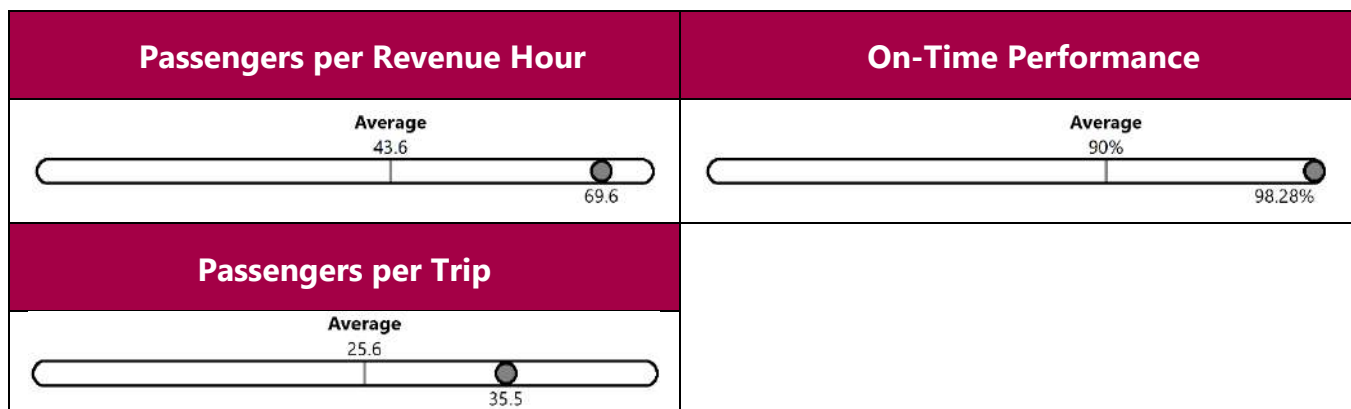 Passengers per Revenue Hour
On-Time Performance
Average
43.6
69.6
Average
90%
98.28%
Passengers per Trip
Average
25.6
35.5